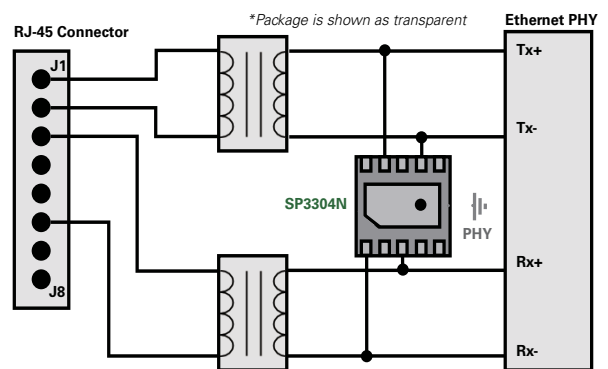 *Package is shown as transparent
Ethernet PHY
RJ-45 Connector
J1
Tx+
Tx-
SP3304N
PHY
Rx+
J8
Rx-